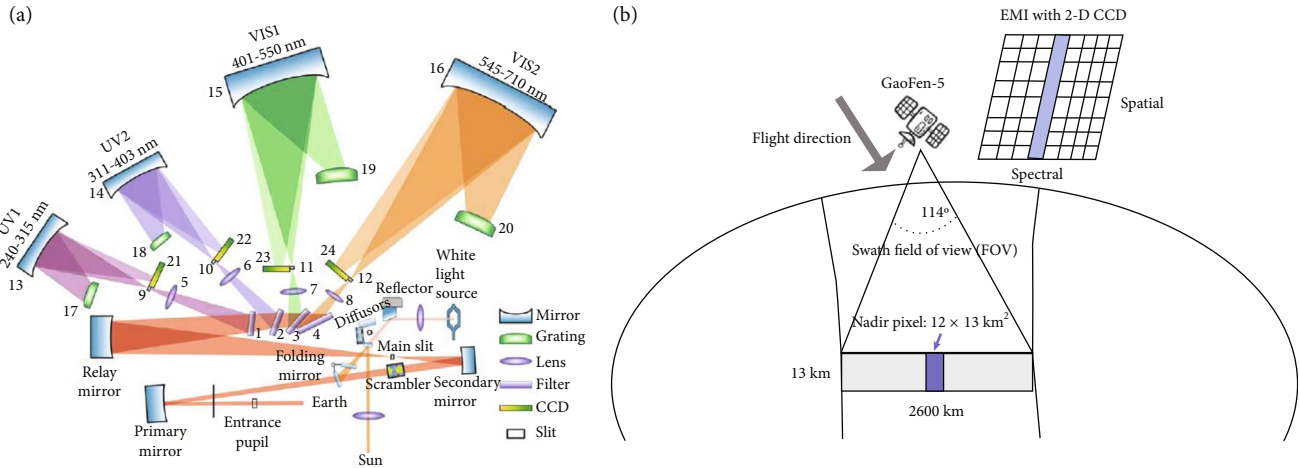 (a)
VIS1
401-550 nm
15
VIS2
545-710 nm
16
UV2
311-403 nm
14
UV1
240-315 nm
13
19
20
18
17
22
10
6
21
9
5
23
11
7
24
12
8
1
2
3
4
White
light
source
Reflector
Diffusors
Main slit
Folding
mirror
Scrambler
Secondary
mirror
Relay
mirror
Earth
Primary
mirror
Entrance
pupil
Sun
Mirror
Grating
Lens
Filter
CCD
Slit
(b)
EMI with 2-D CCD
Spatial
Spectral
GaoFen-5
Flight direction
114°
Swath field of view (FOV)
Nadir pixel: 12 × 13 km²
13 km
2600 km